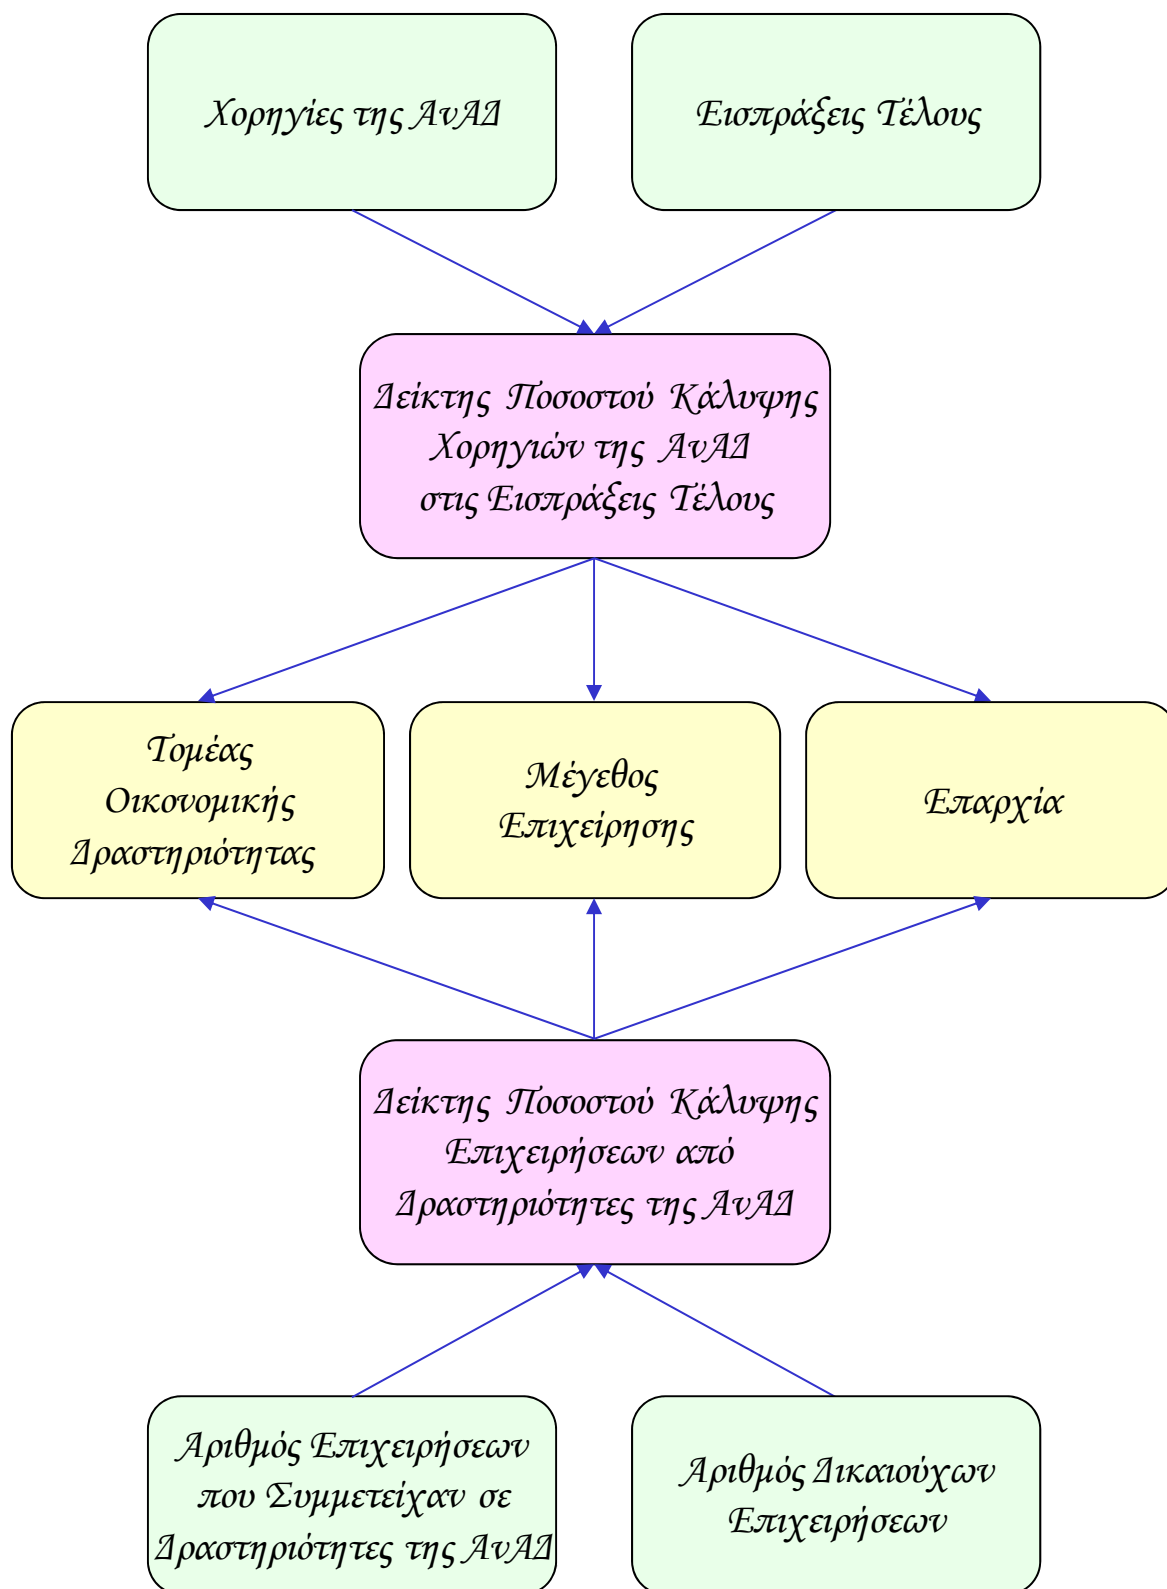 Χορηγίες της ΑνΑΔ
Εισπράξεις Τέλους
Δείκτης Ποσοστού Κάλυψης
Χορηγιών της ΑνΑΔ
στις Εισπράξεις Τέλους
Τομέας
Οικονομικής
Δραστηριότητας
Μέγεθος
Επιχείρησης
Επαρχία
Δείκτης Ποσοστού Κάλυψης
Επιχειρήσεων από
Δραστηριότητες της ΑνΑΔ
Αριθμός Επιχειρήσεων
που Συμμετείχαν σε
Δραστηριότητες της ΑνΑΔ
Αριθμός Δικαιούχων
Επιχειρήσεων